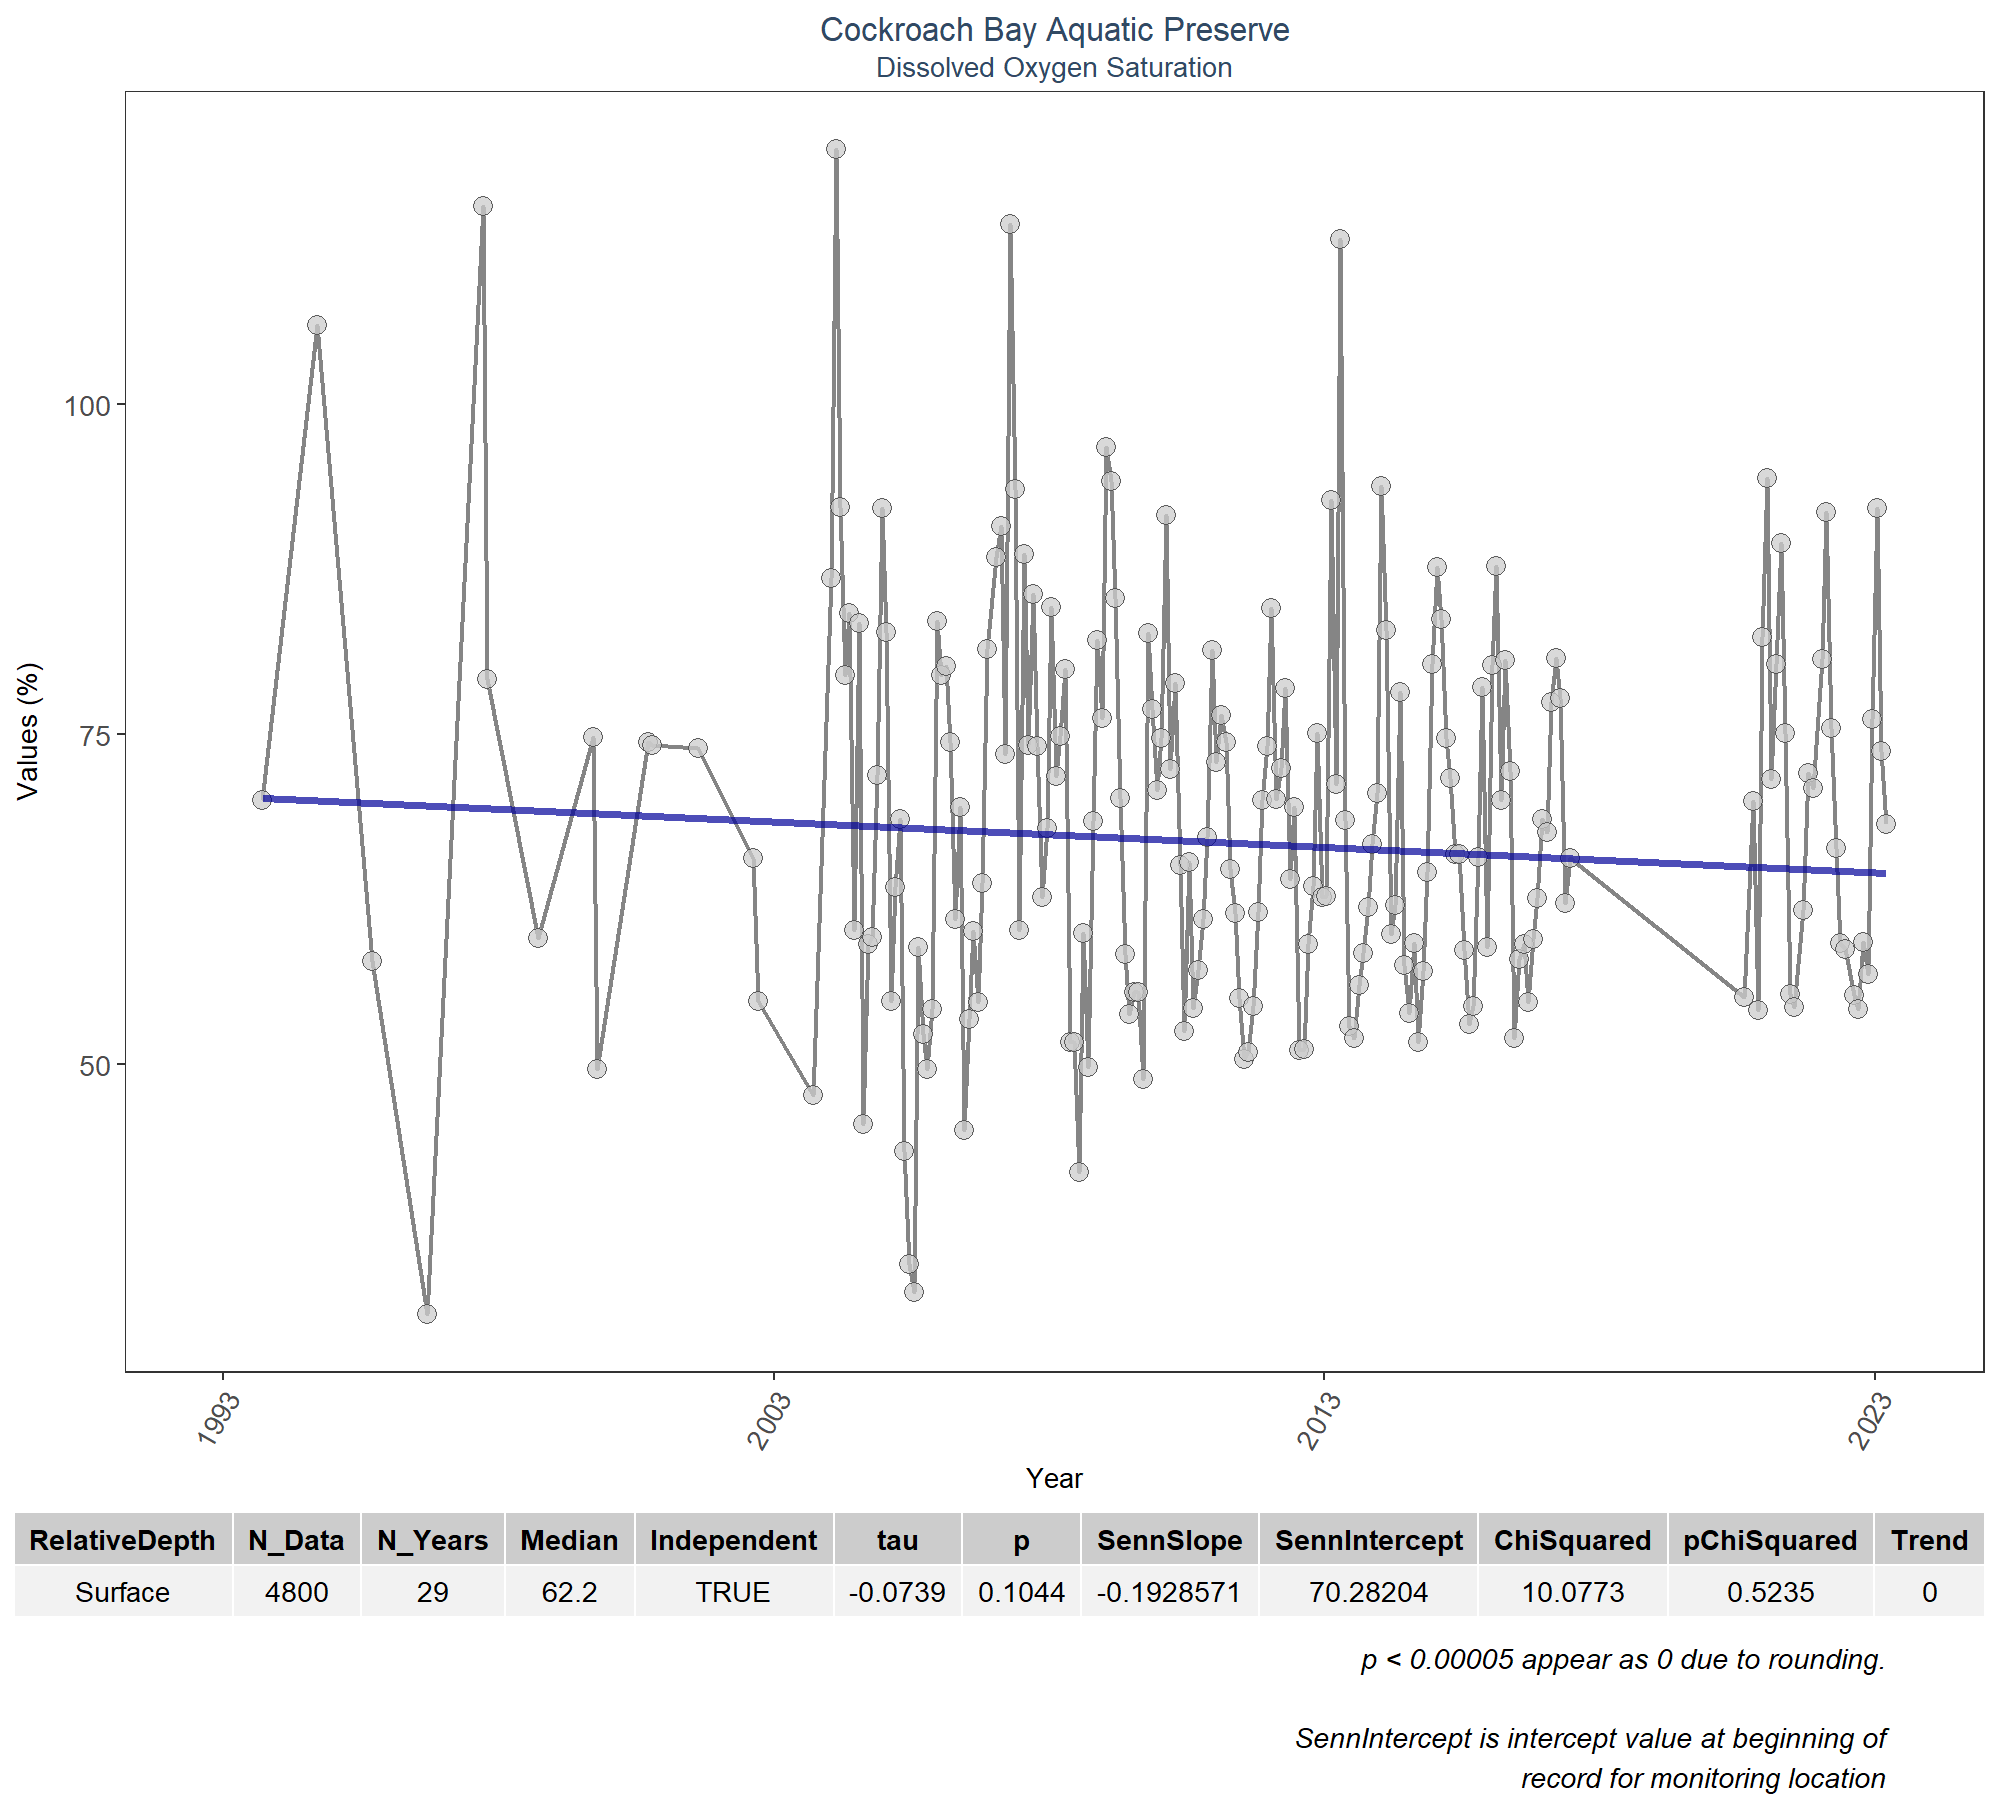 Cockroach Bay Aquatic Preserve
Dissolved Oxygen Saturation
Values (%)
100
75
50
1993
2003
2013
2023
Year
RelativeDepth N_Data N_Years Median Independent tau p SennSlope SennIntercept ChiSquared pChiSquared Trend
Surface 4800 29 62.2 TRUE -0.0739 0.1044 -0.1928571 70.28204 10.0773 0.5235 0
p < 0.00005 appear as 0 due to rounding.
SennIntercept is intercept value at beginning of
record for monitoring location